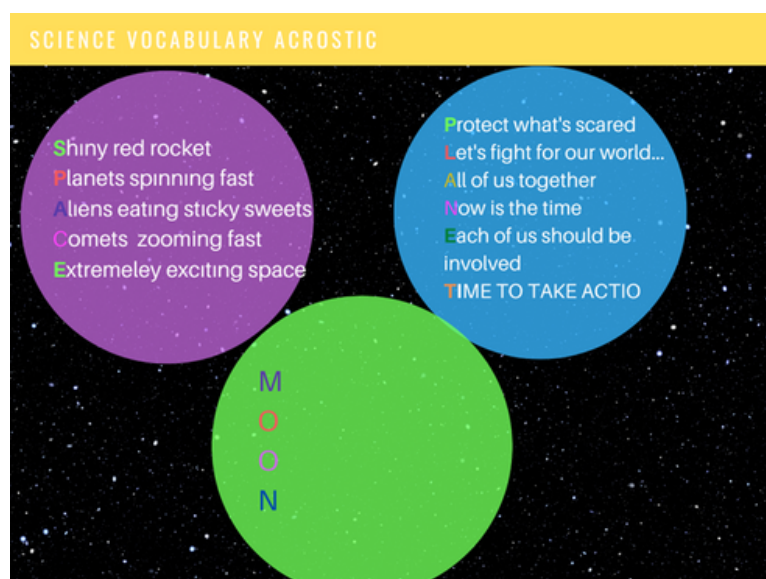 SCIENCE VOCABULARY ACROSTIC
Shiny red rocket
Planets spinning fast
Aliens eating sticky sweets
Comets zooming fast
Extremeley exciting space
Protect what's scared
Let's fight for our world...
All of us together
Now is the time
Each of us should be
involved
TIME TO TAKE ACTIO
M
O
O
N